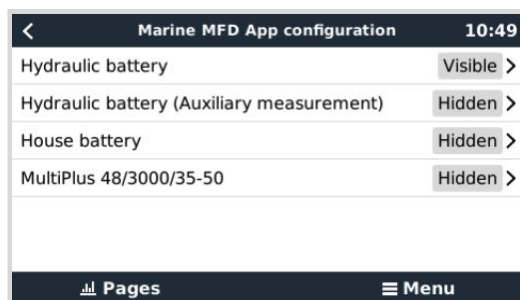 Marine MFD App configuration 10:49
Hydraulic battery Visible
Hydraulic battery (Auxiliary measurement) Hidden
House battery Hidden
MultiPlus 48/3000/35-50 Hidden
Pages Menu